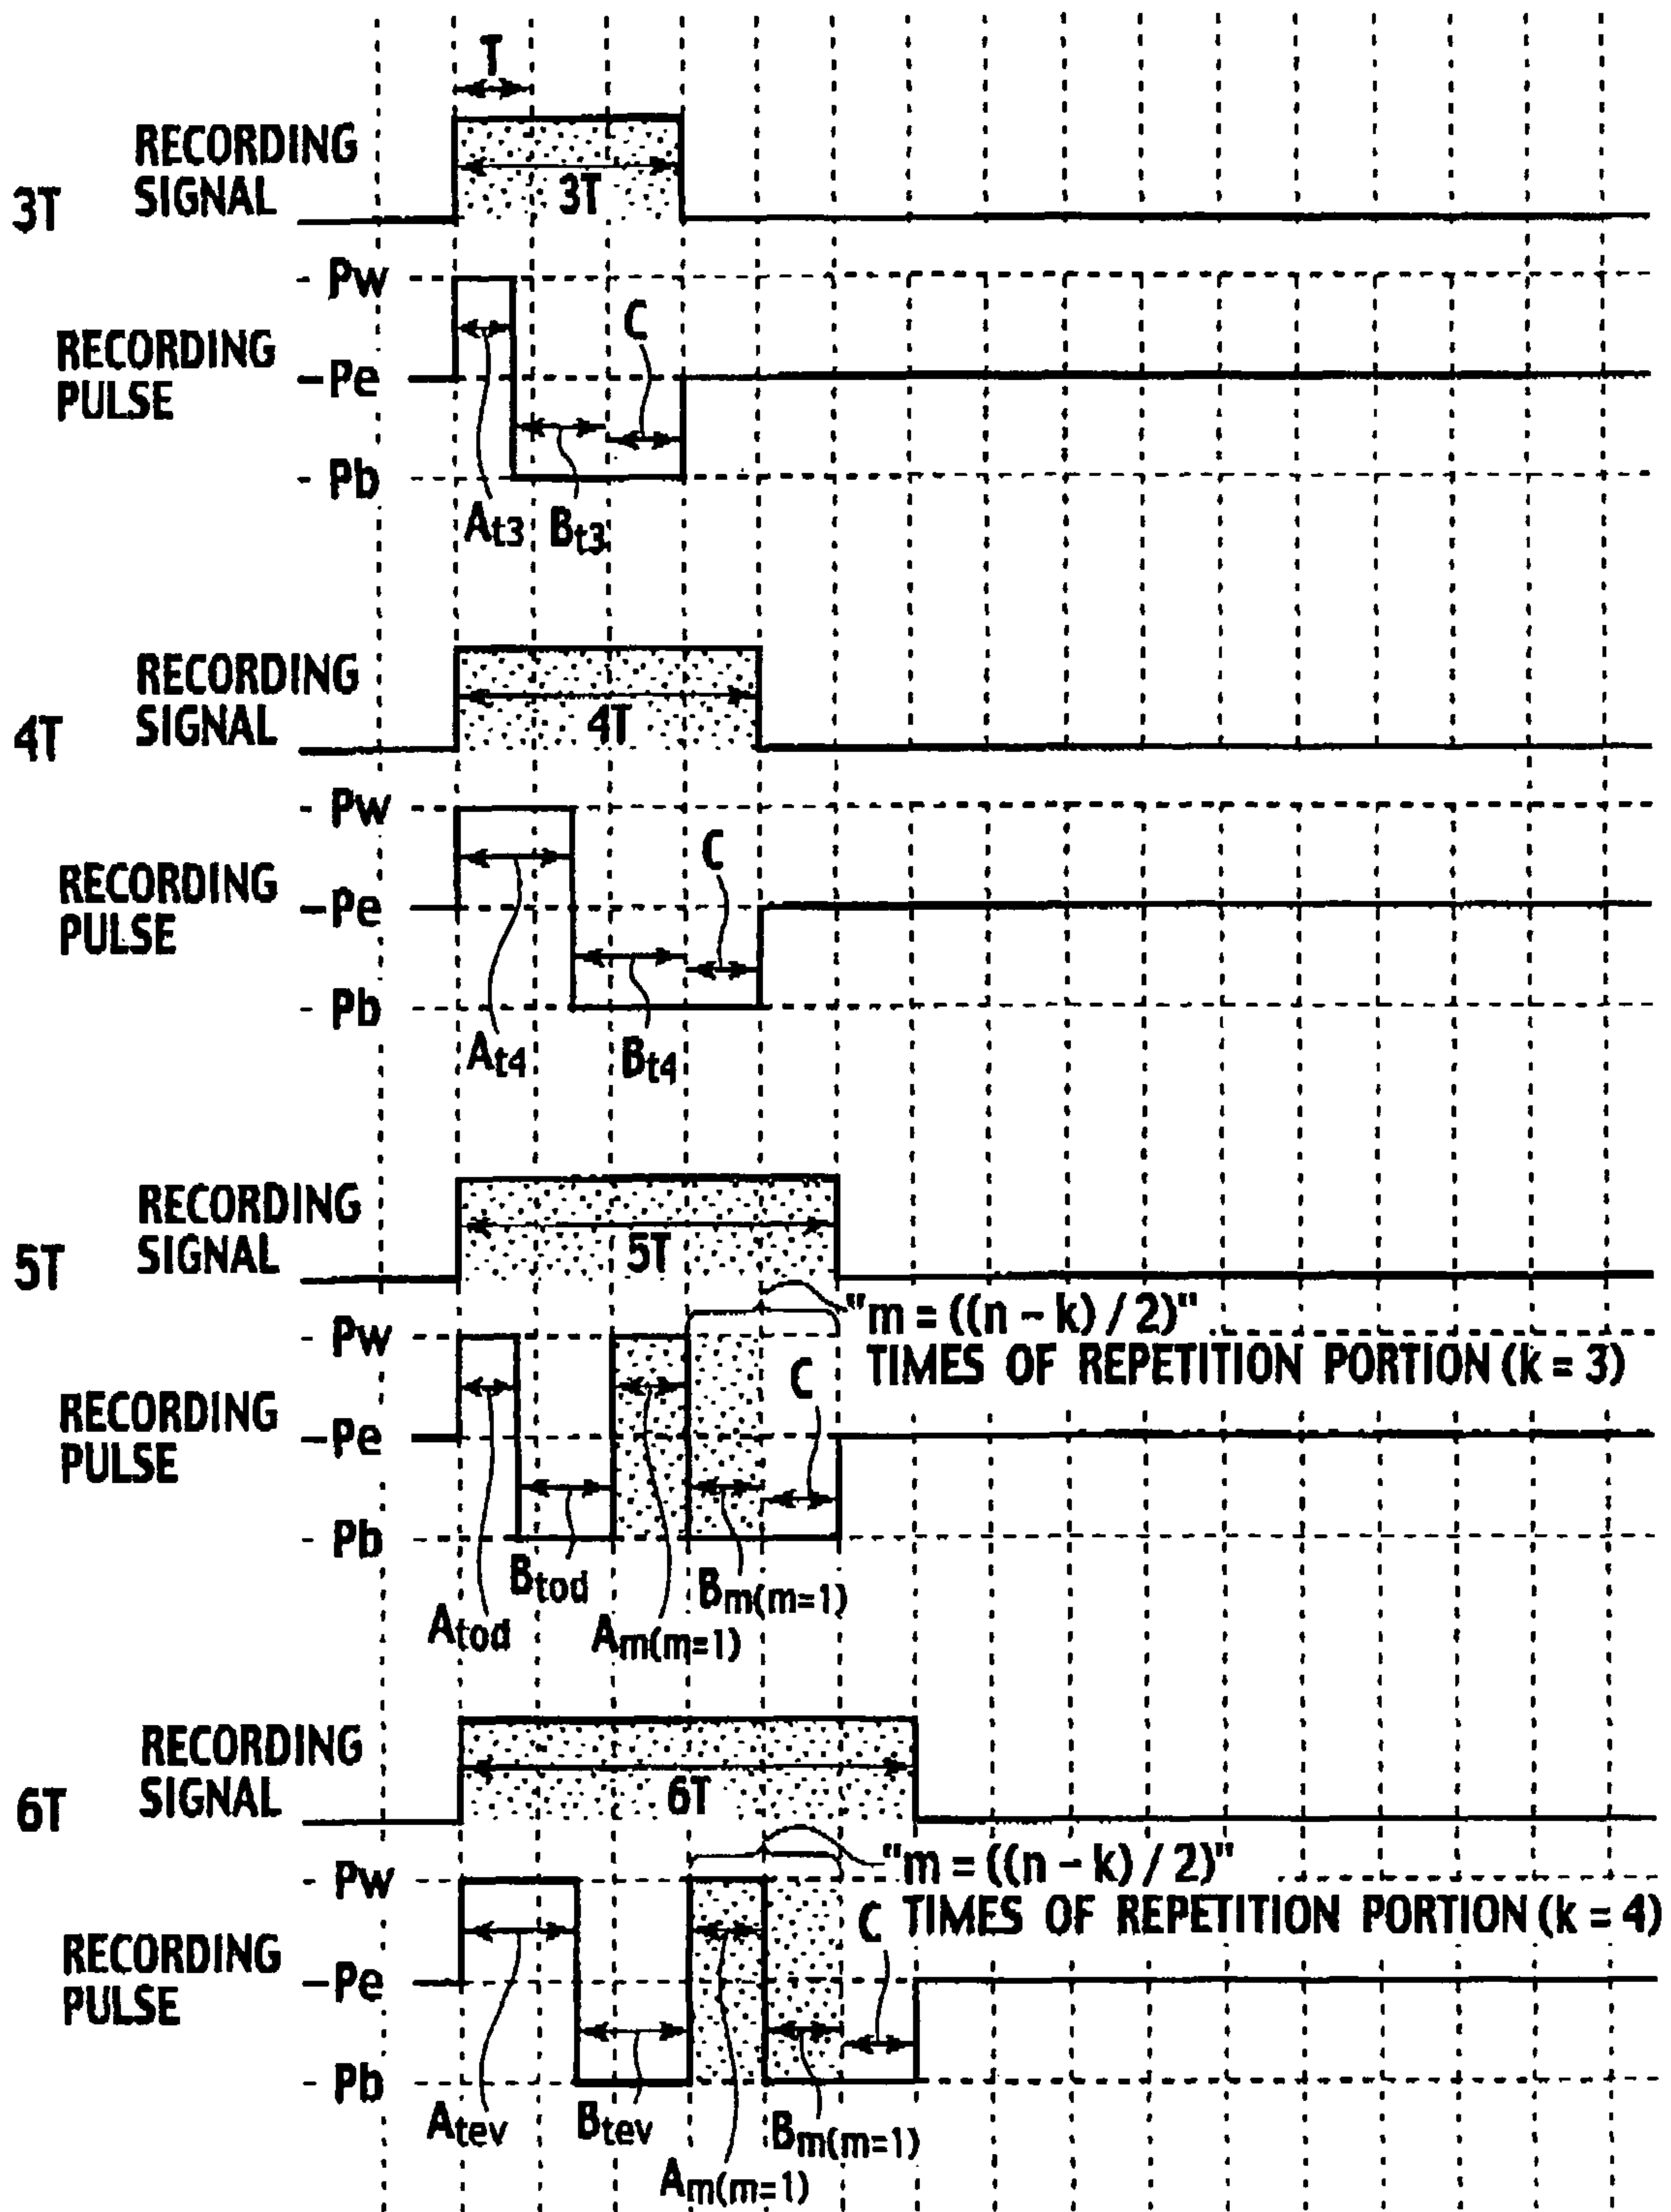 T
3T
RECORDING
SIGNAL
3T
Pw
RECORDING
PULSE
Pe
C
Pb
At3
Bt3
4T
RECORDING
SIGNAL
4T
Pw
RECORDING
PULSE
Pe
C
Pb
At4
Bt4
5T
RECORDING
SIGNAL
5T
"m = ((n - k) / 2)"
TIMES OF REPETITION PORTION (k = 3)
Pw
RECORDING
PULSE
Pe
C
Pb
Btod
Bm(m=1)
Atod
Am(m=1)
6T
RECORDING
SIGNAL
6T
"m = ((n - k) / 2)"
TIMES OF REPETITION PORTION (k = 4)
Pw
RECORDING
PULSE
Pe
C
Pb
Atev
Btev
Bm(m=1)
Am(m=1)